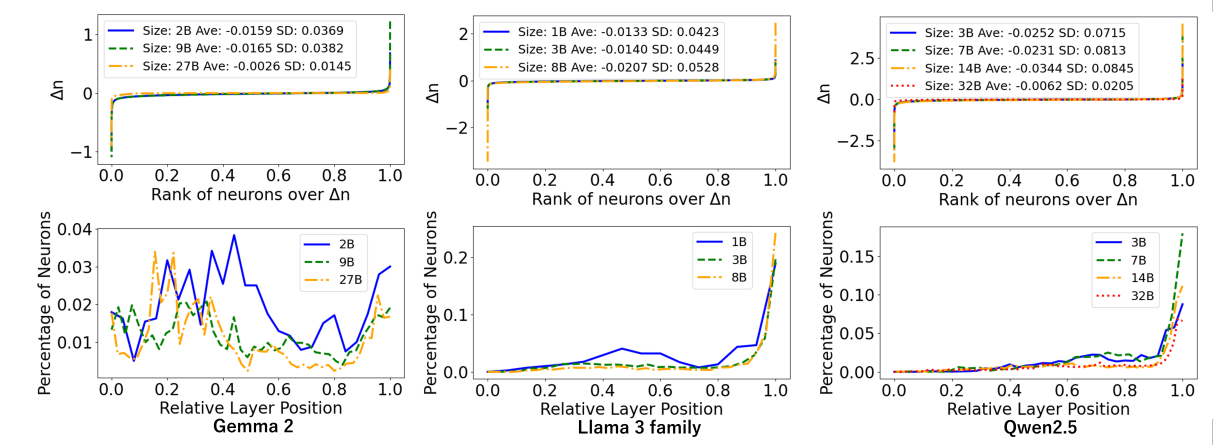 Size: 2B Ave: -0.0159 SD: 0.0369
Size: 9B Ave: -0.0165 SD: 0.0382
Size: 27B Ave: -0.0026 SD: 0.0145
1
0
−1
Δn
0.0 0.2 0.4 0.6 0.8 1.0
Rank of neurons over Δn
Size: 1B Ave: -0.0133 SD: 0.0423
Size: 3B Ave: -0.0140 SD: 0.0449
Size: 8B Ave: -0.0207 SD: 0.0528
2
0
−2
Δn
0.0 0.2 0.4 0.6 0.8 1.0
Rank of neurons over Δn
Size: 3B Ave: -0.0252 SD: 0.0715
Size: 7B Ave: -0.0231 SD: 0.0813
Size: 14B Ave: -0.0344 SD: 0.0845
Size: 32B Ave: -0.0062 SD: 0.0205
2.5
0.0
−2.5
Δn
0.0 0.2 0.4 0.6 0.8 1.0
Rank of neurons over Δn
Percentage of Neurons
0.04
0.03
0.02
0.01
2B
9B
27B
0.0 0.2 0.4 0.6 0.8 1.0
Relative Layer Position
Gemma 2
Percentage of Neurons
0.2
0.1
0.0
1B
3B
8B
0.0 0.2 0.4 0.6 0.8 1.0
Relative Layer Position
Llama 3 family
Percentage of Neurons
0.15
0.10
0.05
0.00
3B
7B
14B
32B
0.0 0.2 0.4 0.6 0.8 1.0
Relative Layer Position
Qwen2.5